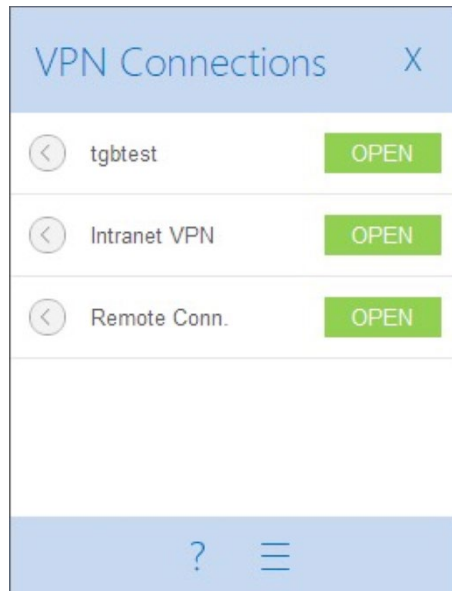 VPN Connections X
tgbtest OPEN
Intranet VPN OPEN
Remote Conn. OPEN
?